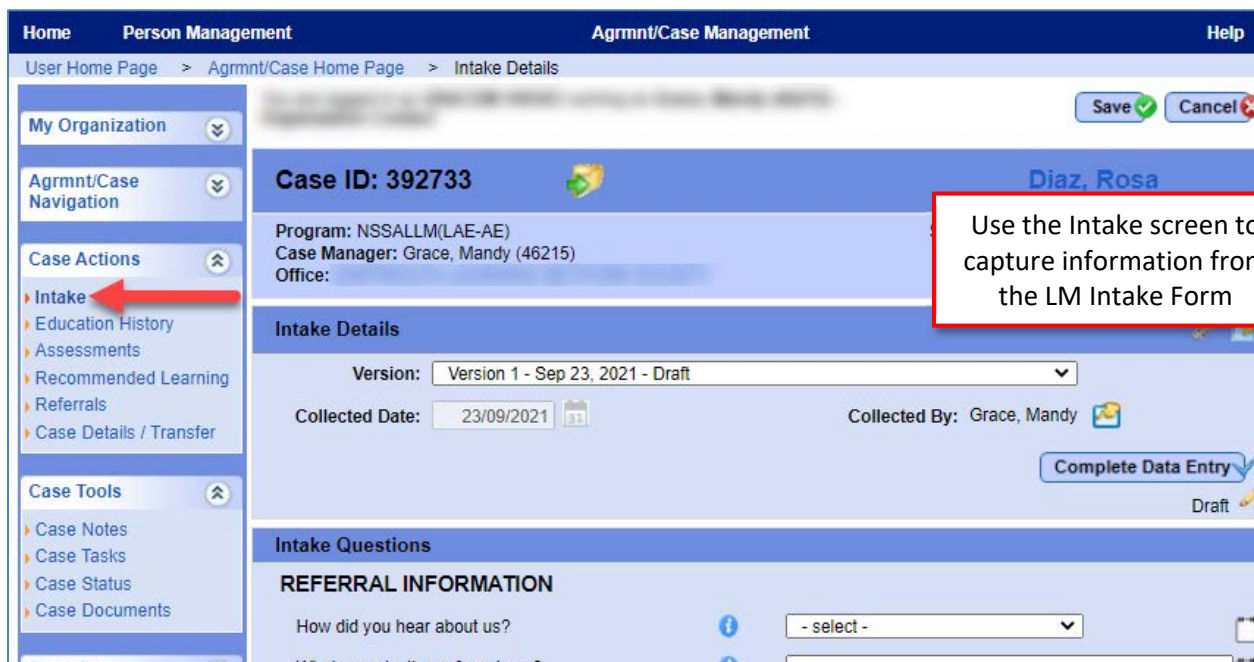 Home Person Management Agrmnt/Case Management Help
User Home Page > Agrmnt/Case Home Page > Intake Details
Save Cancel
My Organization
Agrmnt/Case
Navigation
Case Actions
Intake
Education History
Assessments
Recommended Learning
Referrals
Case Details / Transfer
Case Tools
Case Notes
Case Tasks
Case Status
Case Documents
Case ID: 392733 Diaz, Rosa
Program: NSSALLM(LAE-AE)
Case Manager: Grace, Mandy (46215)
Office:
Use the Intake screen to
capture information from
the LM Intake Form
Intake Details
Version: Version 1 - Sep 23, 2021 - Draft
Collected Date: 23/09/2021 31 Collected By: Grace, Mandy
Complete Data Entry
Draft
Intake Questions
REFERRAL INFORMATION
How did you hear about us? - select -